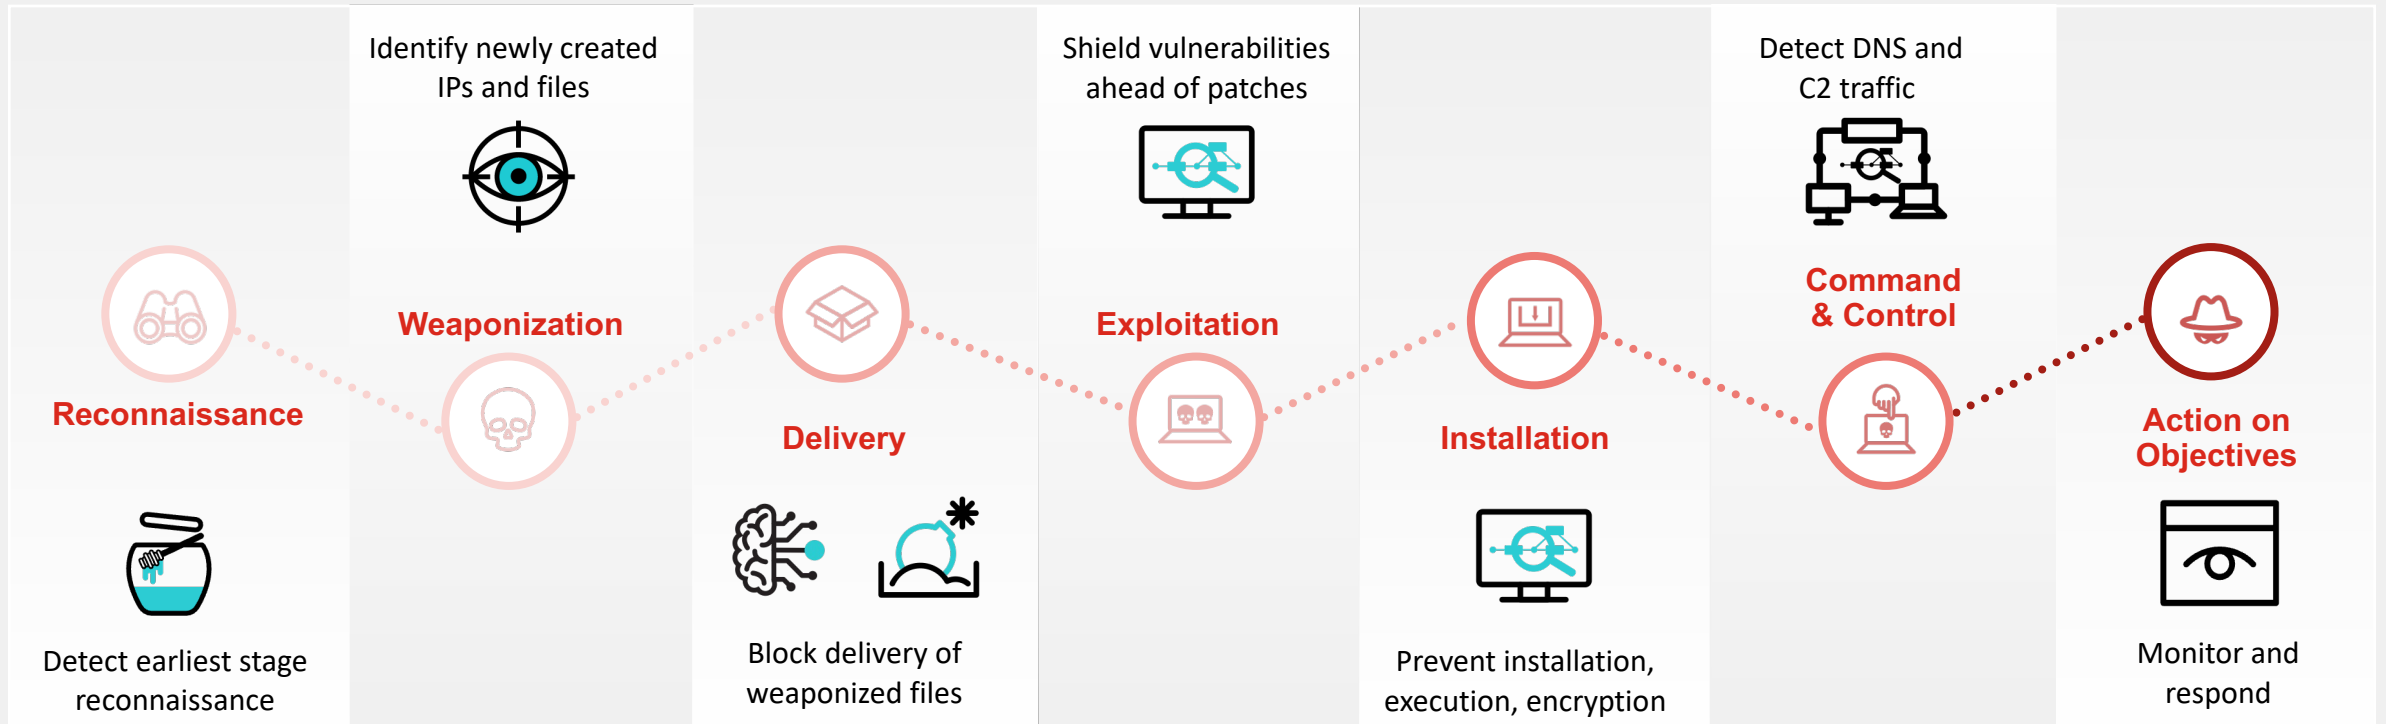 Reconnaissance
Detect earliest stage
reconnaissance
Identify newly created
IPs and files
Weaponization
Delivery
Block delivery of
weaponized files
Shield vulnerabilities
ahead of patches
Exploitation
Installation
Prevent installation,
execution, encryption
Detect DNS and
C2 traffic
Command
& Control
Action on
Objectives
Monitor and
respond